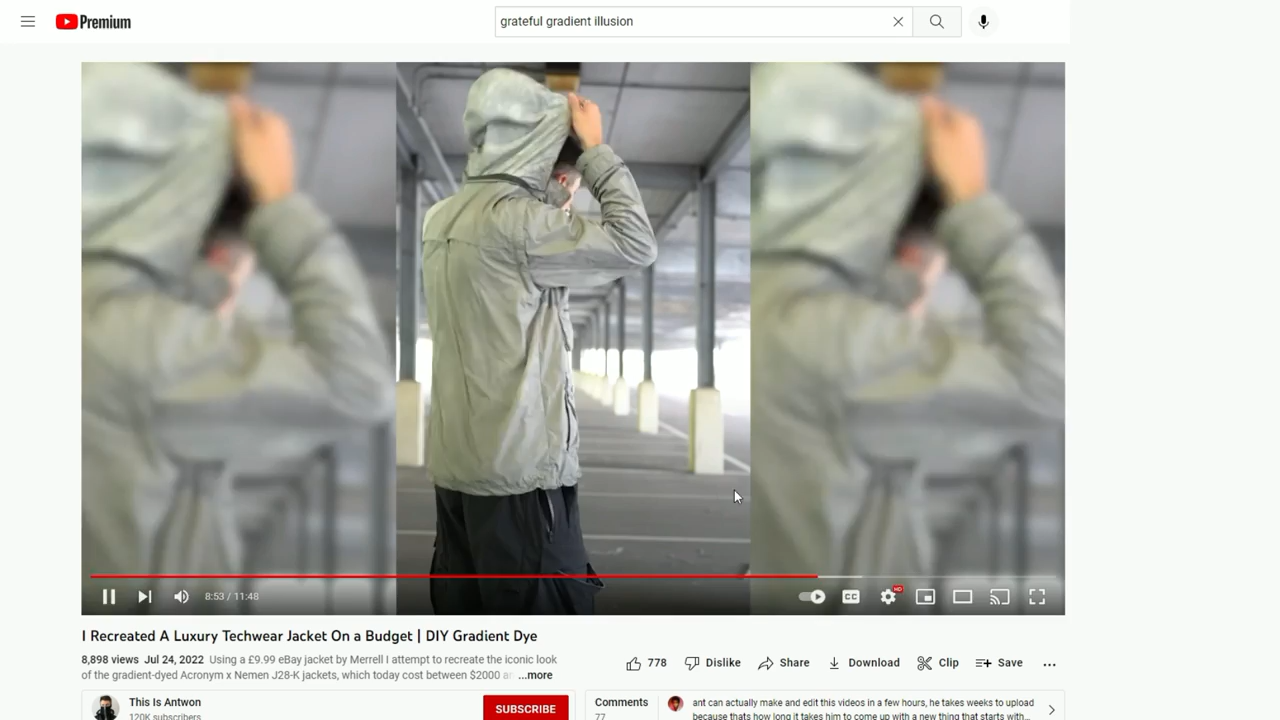 Premium
grateful gradient illusion
8:53 / 11:48
CC
HD
I Recreated A Luxury Techwear Jacket On a Budget | DIY Gradient Dye
8,898 views Jul 24, 2022 Using a £9.99 eBay jacket by Merrell I attempt to recreate the iconic look
of the gradient-dyed Acronym x Nemen J28-K jackets, which today cost between $2000 ...more
778 Dislike Share Download Clip Save
This Is Antwon
120K subscribers
SUBSCRIBE
Comments
77
ant can actually make and edit this videos in a few hours, he takes weeks to upload
because thats how long it takes him to come up with a new thing that starts with...